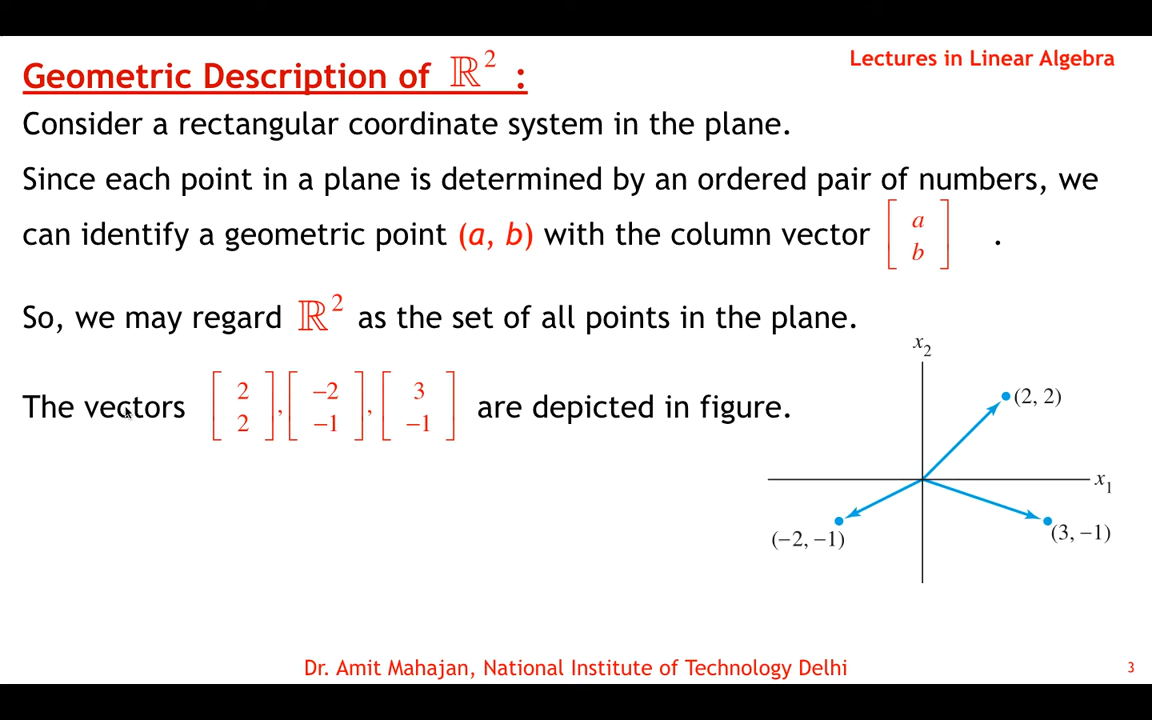 Lectures in Linear Algebra
Geometric Description of ℝ² :
Consider a rectangular coordinate system in the plane.
Since each point in a plane is determined by an ordered pair of numbers, we
can identify a geometric point (a, b) with the column vector [a b] .
So, we may regard ℝ² as the set of all points in the plane.
The vectors [2 2], [−2 −1], [3 −1] are depicted in figure.
x₂
(2, 2)
x₁
(−2, −1)
(3, −1)
Dr. Amit Mahajan, National Institute of Technology Delhi
3